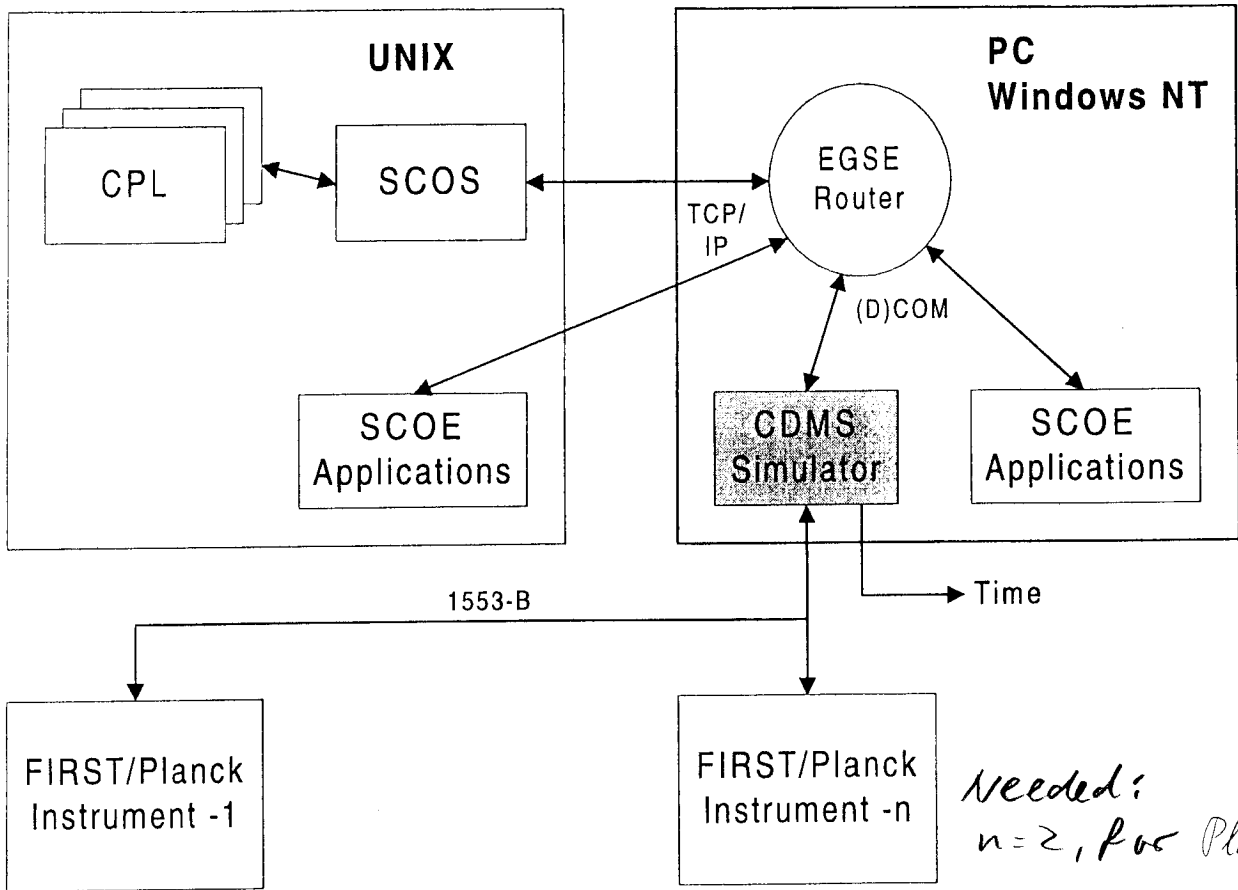 UNIX
PC
Windows NT
CPL
SCOS
EGSE
Router
TCP/
IP
(D)COM
SCOE
Applications
CDMS
Simulator
SCOE
Applications
1553-B
Time
FIRST/Planck
Instrument -1
FIRST/Planck
Instrument -n
Needed:
n=2, for